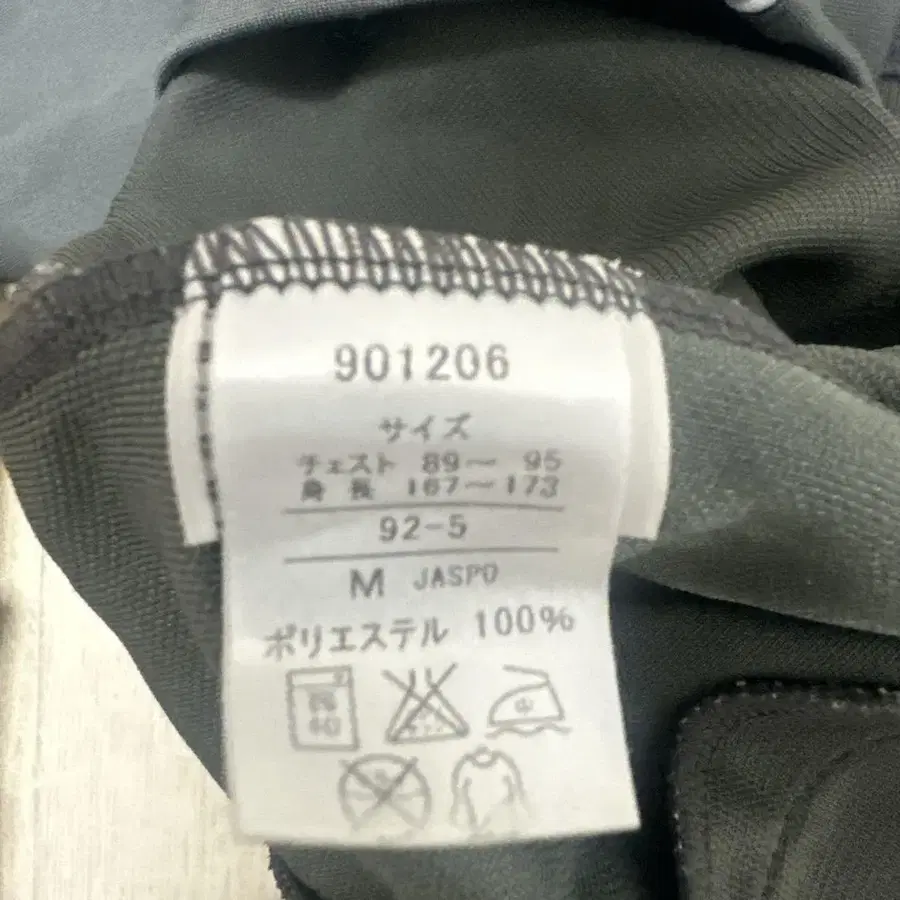 901206
サイズ
チェスト 89〜 95
身長 167〜173
92-5
M JASPO
ポリエステル 100%
40